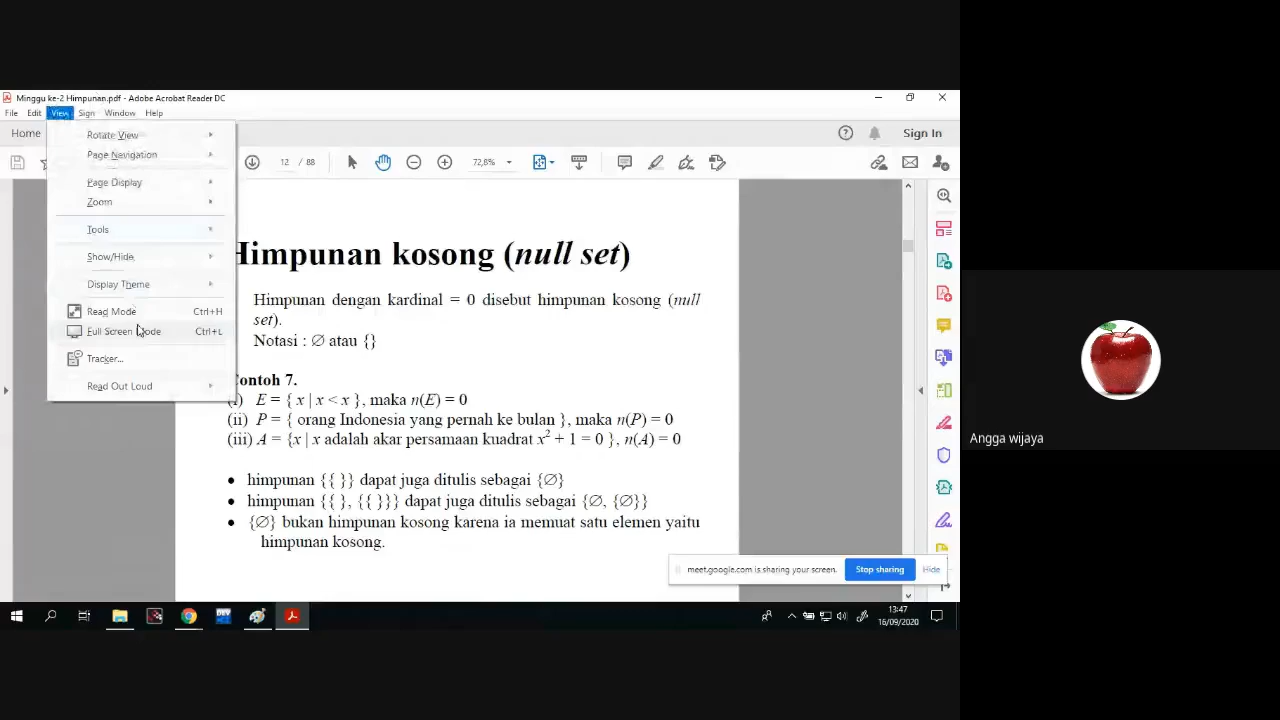 Minggu ke-2 Himpunan.pdf - Adobe Acrobat Reader DC
File Edit View Sign Window Help
Home
Sign In
12 / 88
72,8%
Rotate View
Page Navigation
Page Display
Zoom
Tools
Show/Hide
Display Theme
Read Mode Ctrl+H
Full Screen Mode Ctrl+L
Tracker...
Read Out Loud
Himpunan kosong (null set)
Himpunan dengan kardinal = 0 disebut himpunan kosong (null
set).
Notasi : ∅ atau {}
Contoh 7.
(i) E = { x | x < x }, maka n(E) = 0
(ii) P = { orang Indonesia yang pernah ke bulan }, maka n(P) = 0
(iii) A = {x | x adalah akar persamaan kuadrat x² + 1 = 0 }, n(A) = 0
• himpunan {{ }} dapat juga ditulis sebagai {∅}
• himpunan {{ }, {{ }}} dapat juga ditulis sebagai {∅, {∅}}
• {∅} bukan himpunan kosong karena ia memuat satu elemen yaitu
himpunan kosong.
meet.google.com is sharing your screen. Stop sharing Hide
DEV
13:47
16/09/2020
Angga wijaya